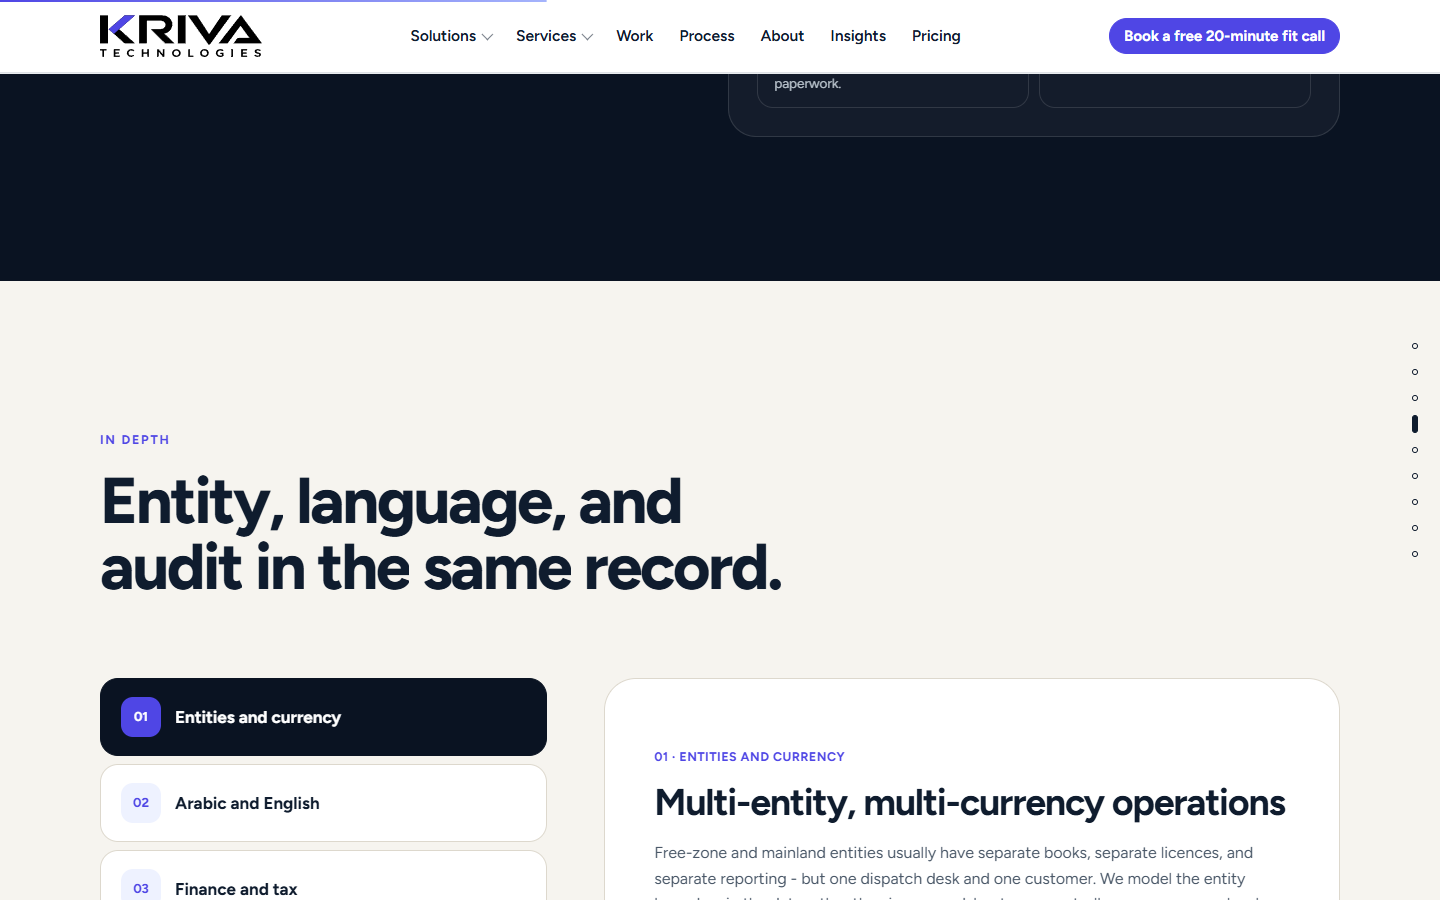 KRIVA
TECHNOLOGIES
Solutions
Services
Work
Process
About
Insights
Pricing
Book a free 20-minute fit call
paperwork.
IN DEPTH
Entity, language, and
audit in the same record.
01
Entities and currency
02
Arabic and English
03
Finance and tax
01 · ENTITIES AND CURRENCY
Multi-entity, multi-currency operations
Free-zone and mainland entities usually have separate books, separate licences, and
separate reporting - but one dispatch desk and one customer. We model the entity